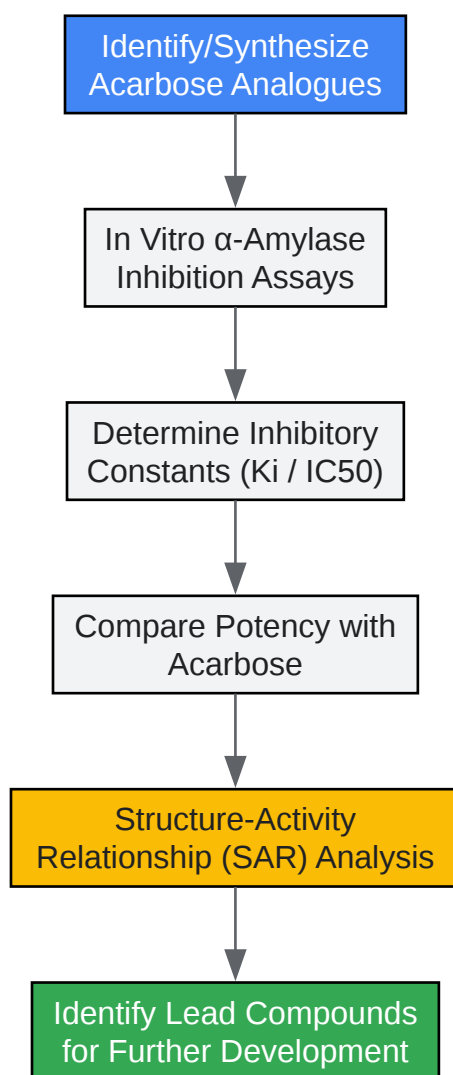 Identify/Synthesize
Acarbose Analogues
In Vitro α-Amylase
Inhibition Assays
Determine Inhibitory
Constants (Ki / IC50)
Compare Potency with
Acarbose
Structure-Activity
Relationship (SAR) Analysis
Identify Lead Compounds
for Further Development